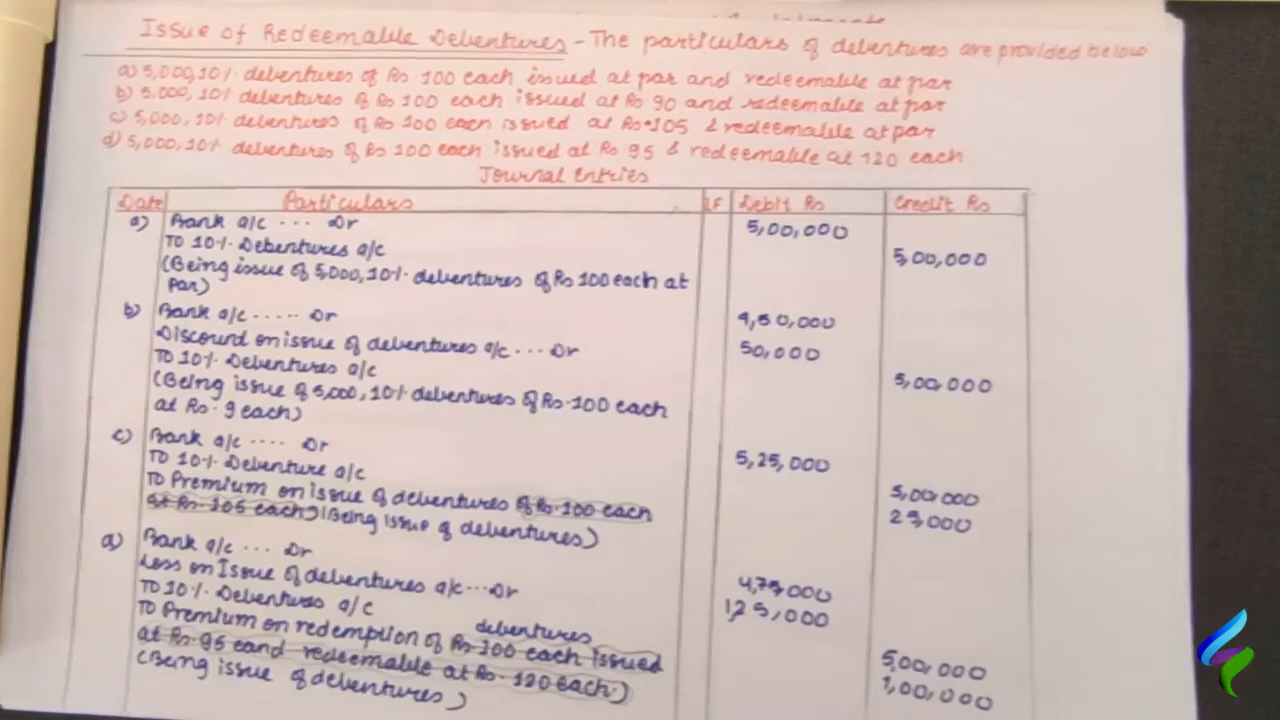 Issue of Redeemable Debentures - The particulars of debentures are provided below
a) 5,000, 10% debentures of Rs 100 each issued at par and redeemable at par
b) 5,000, 10% debentures of Rs 100 each issued at Rs 90 and redeemable at par
c) 5,000, 10% debentures of Rs 100 each issued at Rs. 105 & redeemable at par
d) 5,000, 10% debentures of Rs 100 each issued at Rs 95 & redeemable at 120 each
Journal Entries
Date Particulars LF Debit Rs Credit Rs
a) Bank a/c ... Dr 5,00,000
To 10% Debentures a/c 5,00,000
(Being issue of 5,000, 10% debentures of Rs 100 each at
par)
b) Bank a/c ..... Dr 4,50,000
Discound on issue of debentures a/c ... Dr 50,000
To 10% Debentures a/c 5,00,000
(Being issue of 5,000, 10% debentures of Rs. 100 each
at Rs. 9 each)
c) Bank a/c .... Dr 5,25,000
To 10% Debenture a/c 5,00,000
To Premium on issue of debentures of Rs. 100 each 25,000
at Rs. 105 each) (Being issue of debentures)
d) Bank a/c ... Dr 4,75,000
Loss on Issue of debentures a/c ... Dr 1,25,000
To 10% Debentures a/c 5,00,000
debentures
To Premium on redemption of Rs 100 each issued 1,00,000
at Rs. 95 eand redeemable at Rs. 120 each.)
(Being issue of debentures)